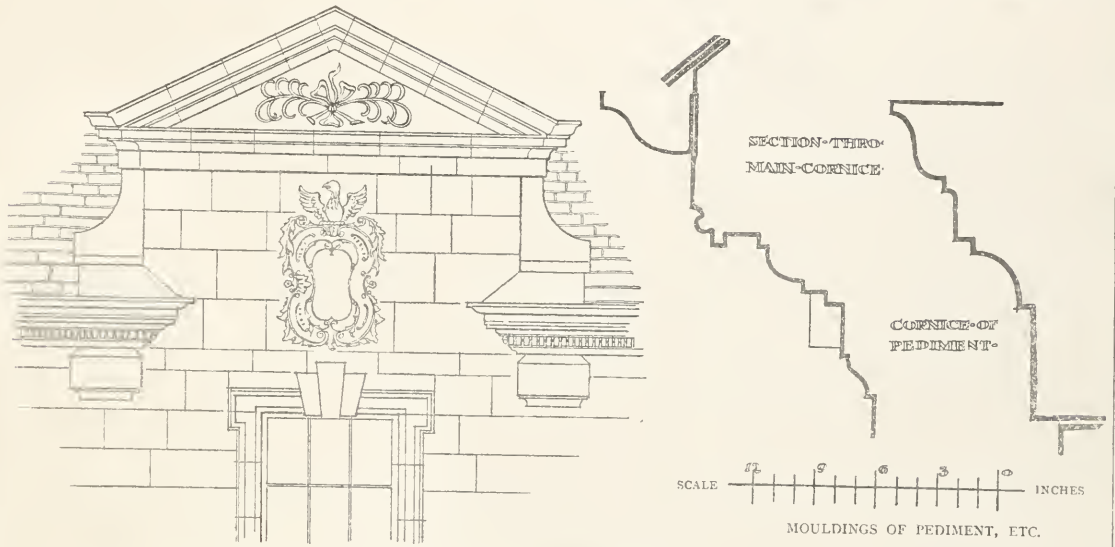 SECTION·THRO·
MAIN·CORNICE·
CORNICE·OF
PEDIMENT·
SCALE 12 9 6 3 0 INCHES
MOULDINGS OF PEDIMENT, ETC.